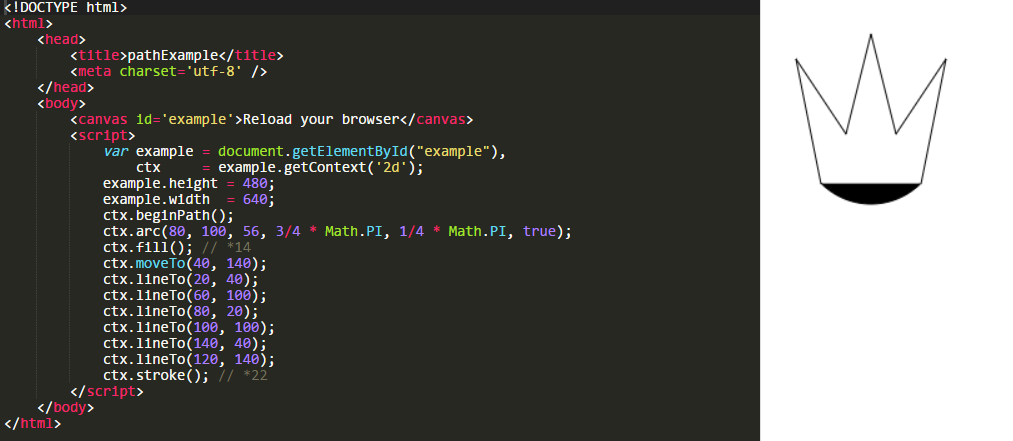 <!DOCTYPE html>
<html>
    <head>
        <title>pathExample</title>
        <meta charset='utf-8' />
    </head>
    <body>
        <canvas id='example'>Reload your browser</canvas>
        <script>
            var example = document.getElementById("example"),
                ctx     = example.getContext('2d');
            example.height = 480;
            example.width  = 640;
            ctx.beginPath();
            ctx.arc(80, 100, 56, 3/4 * Math.PI, 1/4 * Math.PI, true);
            ctx.fill(); // *14
            ctx.moveTo(40, 140);
            ctx.lineTo(20, 40);
            ctx.lineTo(60, 100);
            ctx.lineTo(80, 20);
            ctx.lineTo(100, 100);
            ctx.lineTo(140, 40);
            ctx.lineTo(120, 140);
            ctx.stroke(); // *22
        </script>
    </body>
</html>